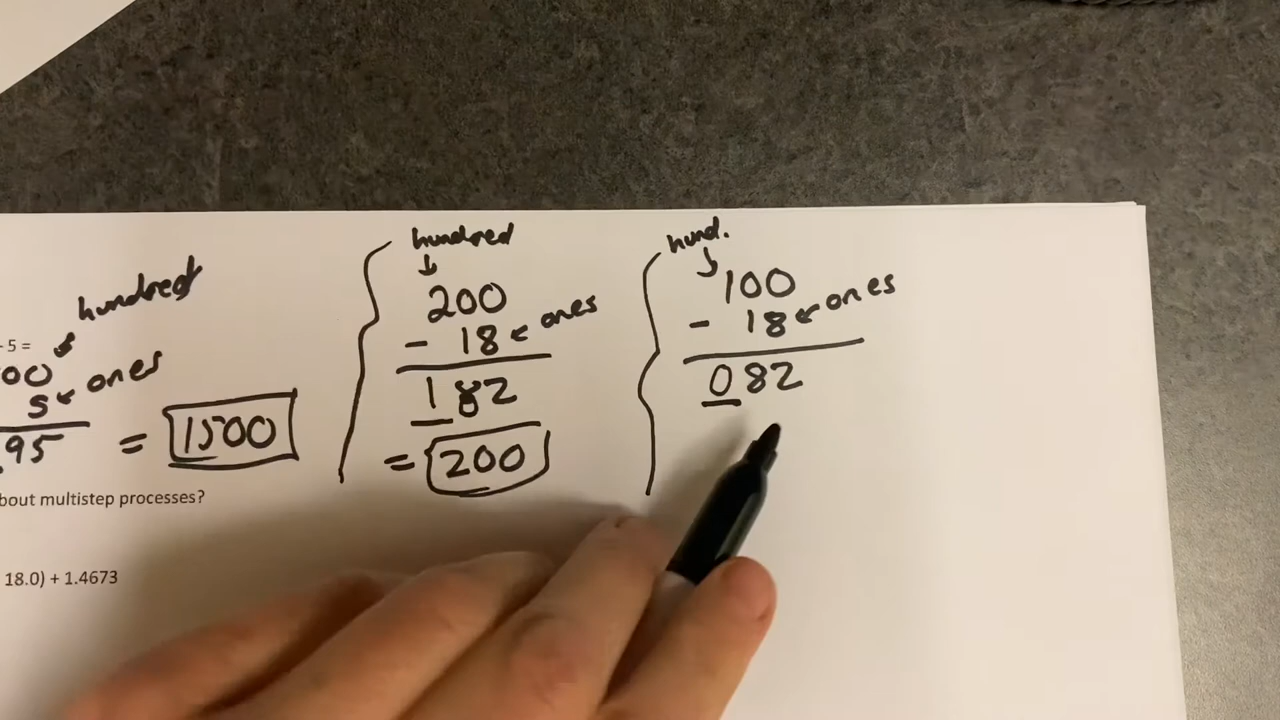 hundred
- 5 =
00
5 ← ones
95 = 1500
hundred
↓
200
- 18 ← ones
182
= 200
hund.
↓
100
- 18 ← ones
082
bout multistep processes?
18.0) + 1.4673